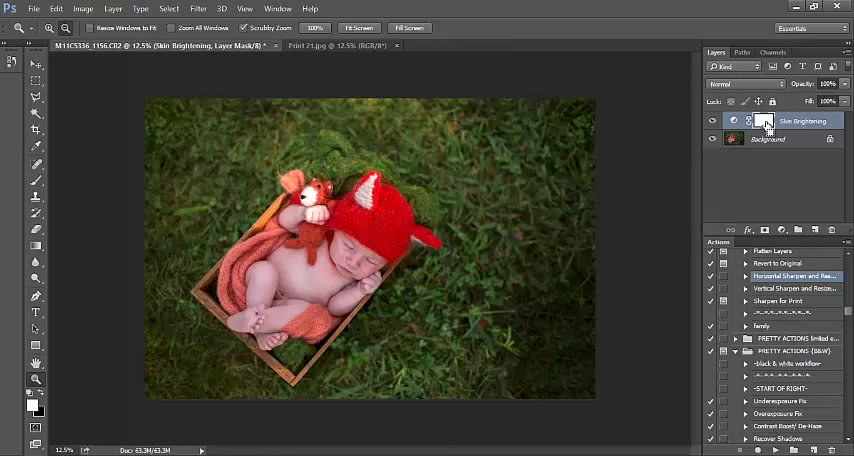 Ps File Edit Image Layer Type Select Filter 3D View Window Help
Resize Windows to Fit Zoom All Windows Scrubby Zoom 100% Fit Screen Fill Screen Essentials
M11C5336_1156.CR2 @ 12.5% (Skin Brightening, Layer Mask/8) * × Print 21.jpg @ 12.5% (RGB/8*) ×
Layers Paths Channels
Kind
Normal Opacity: 100%
Lock: Fill: 100%
Skin Brightening
Background
fx
Actions
Flatten Layers
Revert to Original
Horizontal Sharpen and Res...
Vertical Sharpen and Resize...
Sharpen for Print
-*-*-*-*-*-*-*-
family
PRETTY ACTIONS limited e...
PRETTY ACTIONS {B&W}
-black & white workflow-
-*-*-*-*-*-*-*-
-START OF RIGHT-
Underexposure Fix
Overexposure Fix
Contrast Boost/ De-Haze
Recover Shadows
12.5% Doc: 63.3M/63.3M